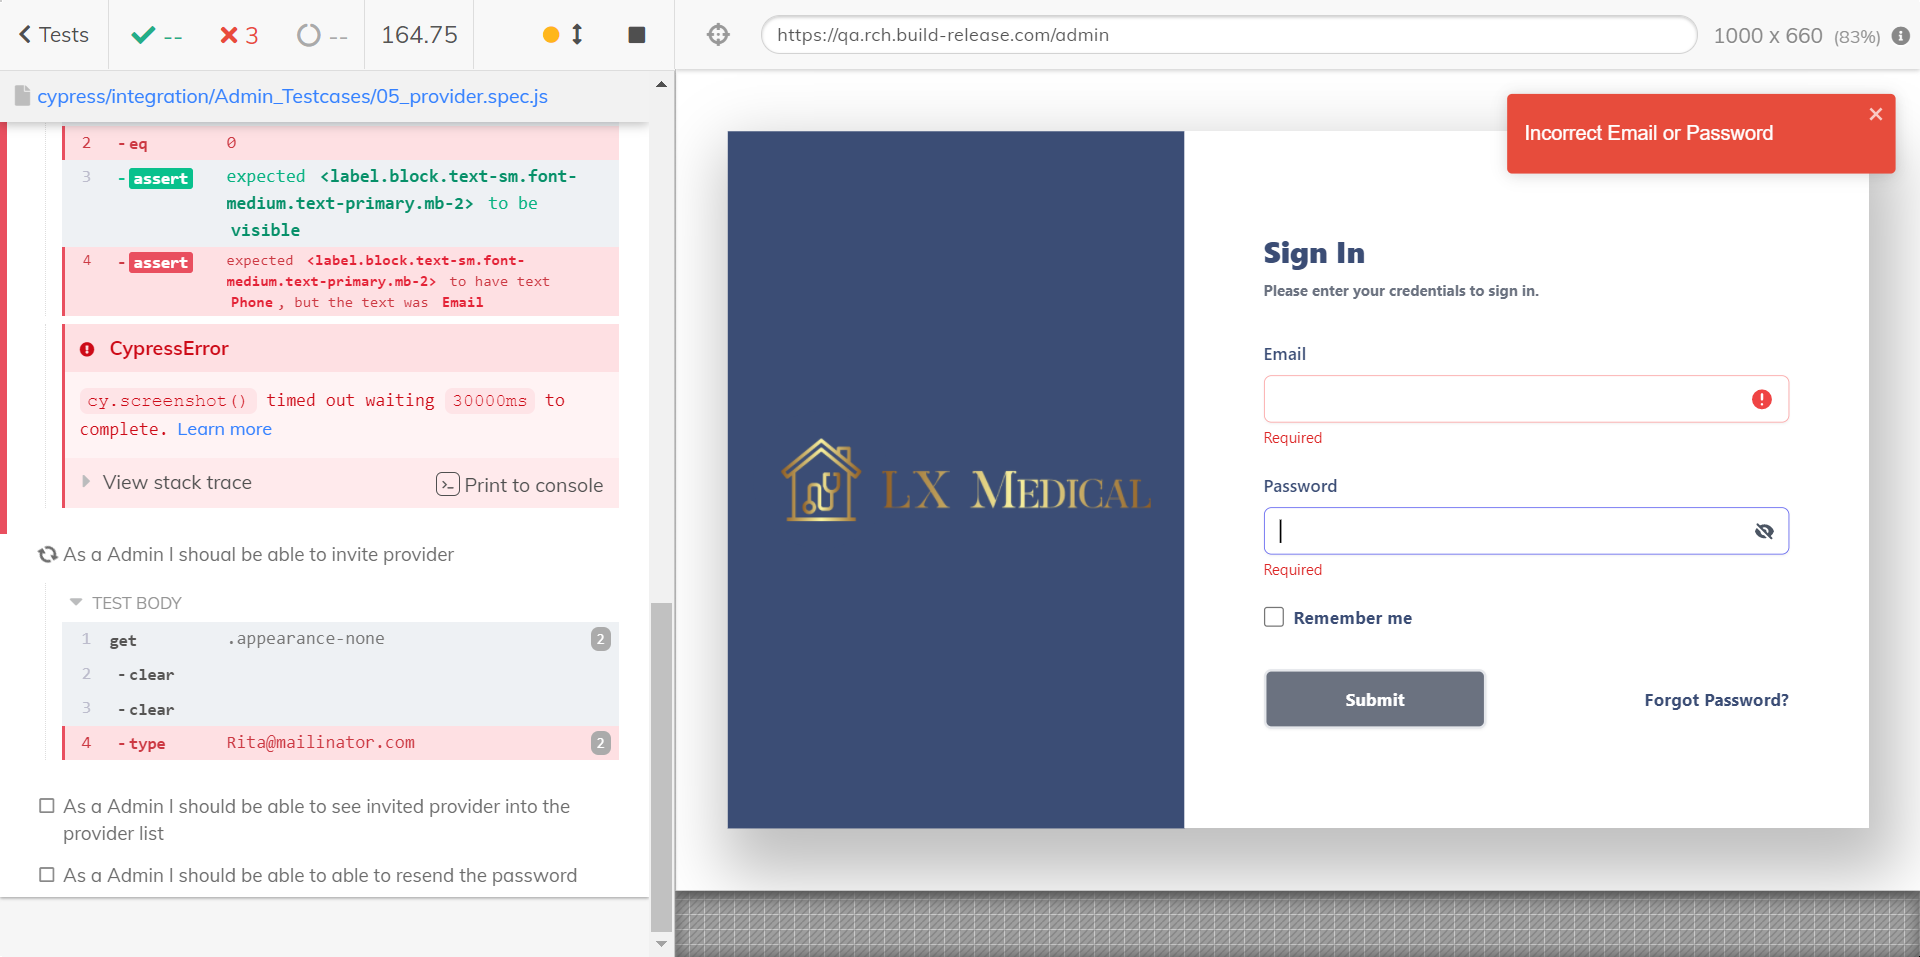 Tests
--
3
--
164.75
https://qa.rch.build-release.com/admin
1000 x 660 (83%)
cypress/integration/Admin_Testcases/05_provider.spec.js
2 -eq 0
3 -assert expected <label.block.text-sm.font-
medium.text-primary.mb-2> to be
visible
4 -assert expected <label.block.text-sm.font-
medium.text-primary.mb-2> to have text
Phone, but the text was Email
CypressError
cy.screenshot() timed out waiting 30000ms to
complete. Learn more
View stack trace
Print to console
As a Admin I shoual be able to invite provider
TEST BODY
1 get .appearance-none 2
2 -clear
3 -clear
4 -type Rita@mailinator.com 2
As a Admin I should be able to see invited provider into the
provider list
As a Admin I should be able to able to resend the password
Incorrect Email or Password
LX MEDICAL
Sign In
Please enter your credentials to sign in.
Email
Required
Password
Required
Remember me
Submit
Forgot Password?